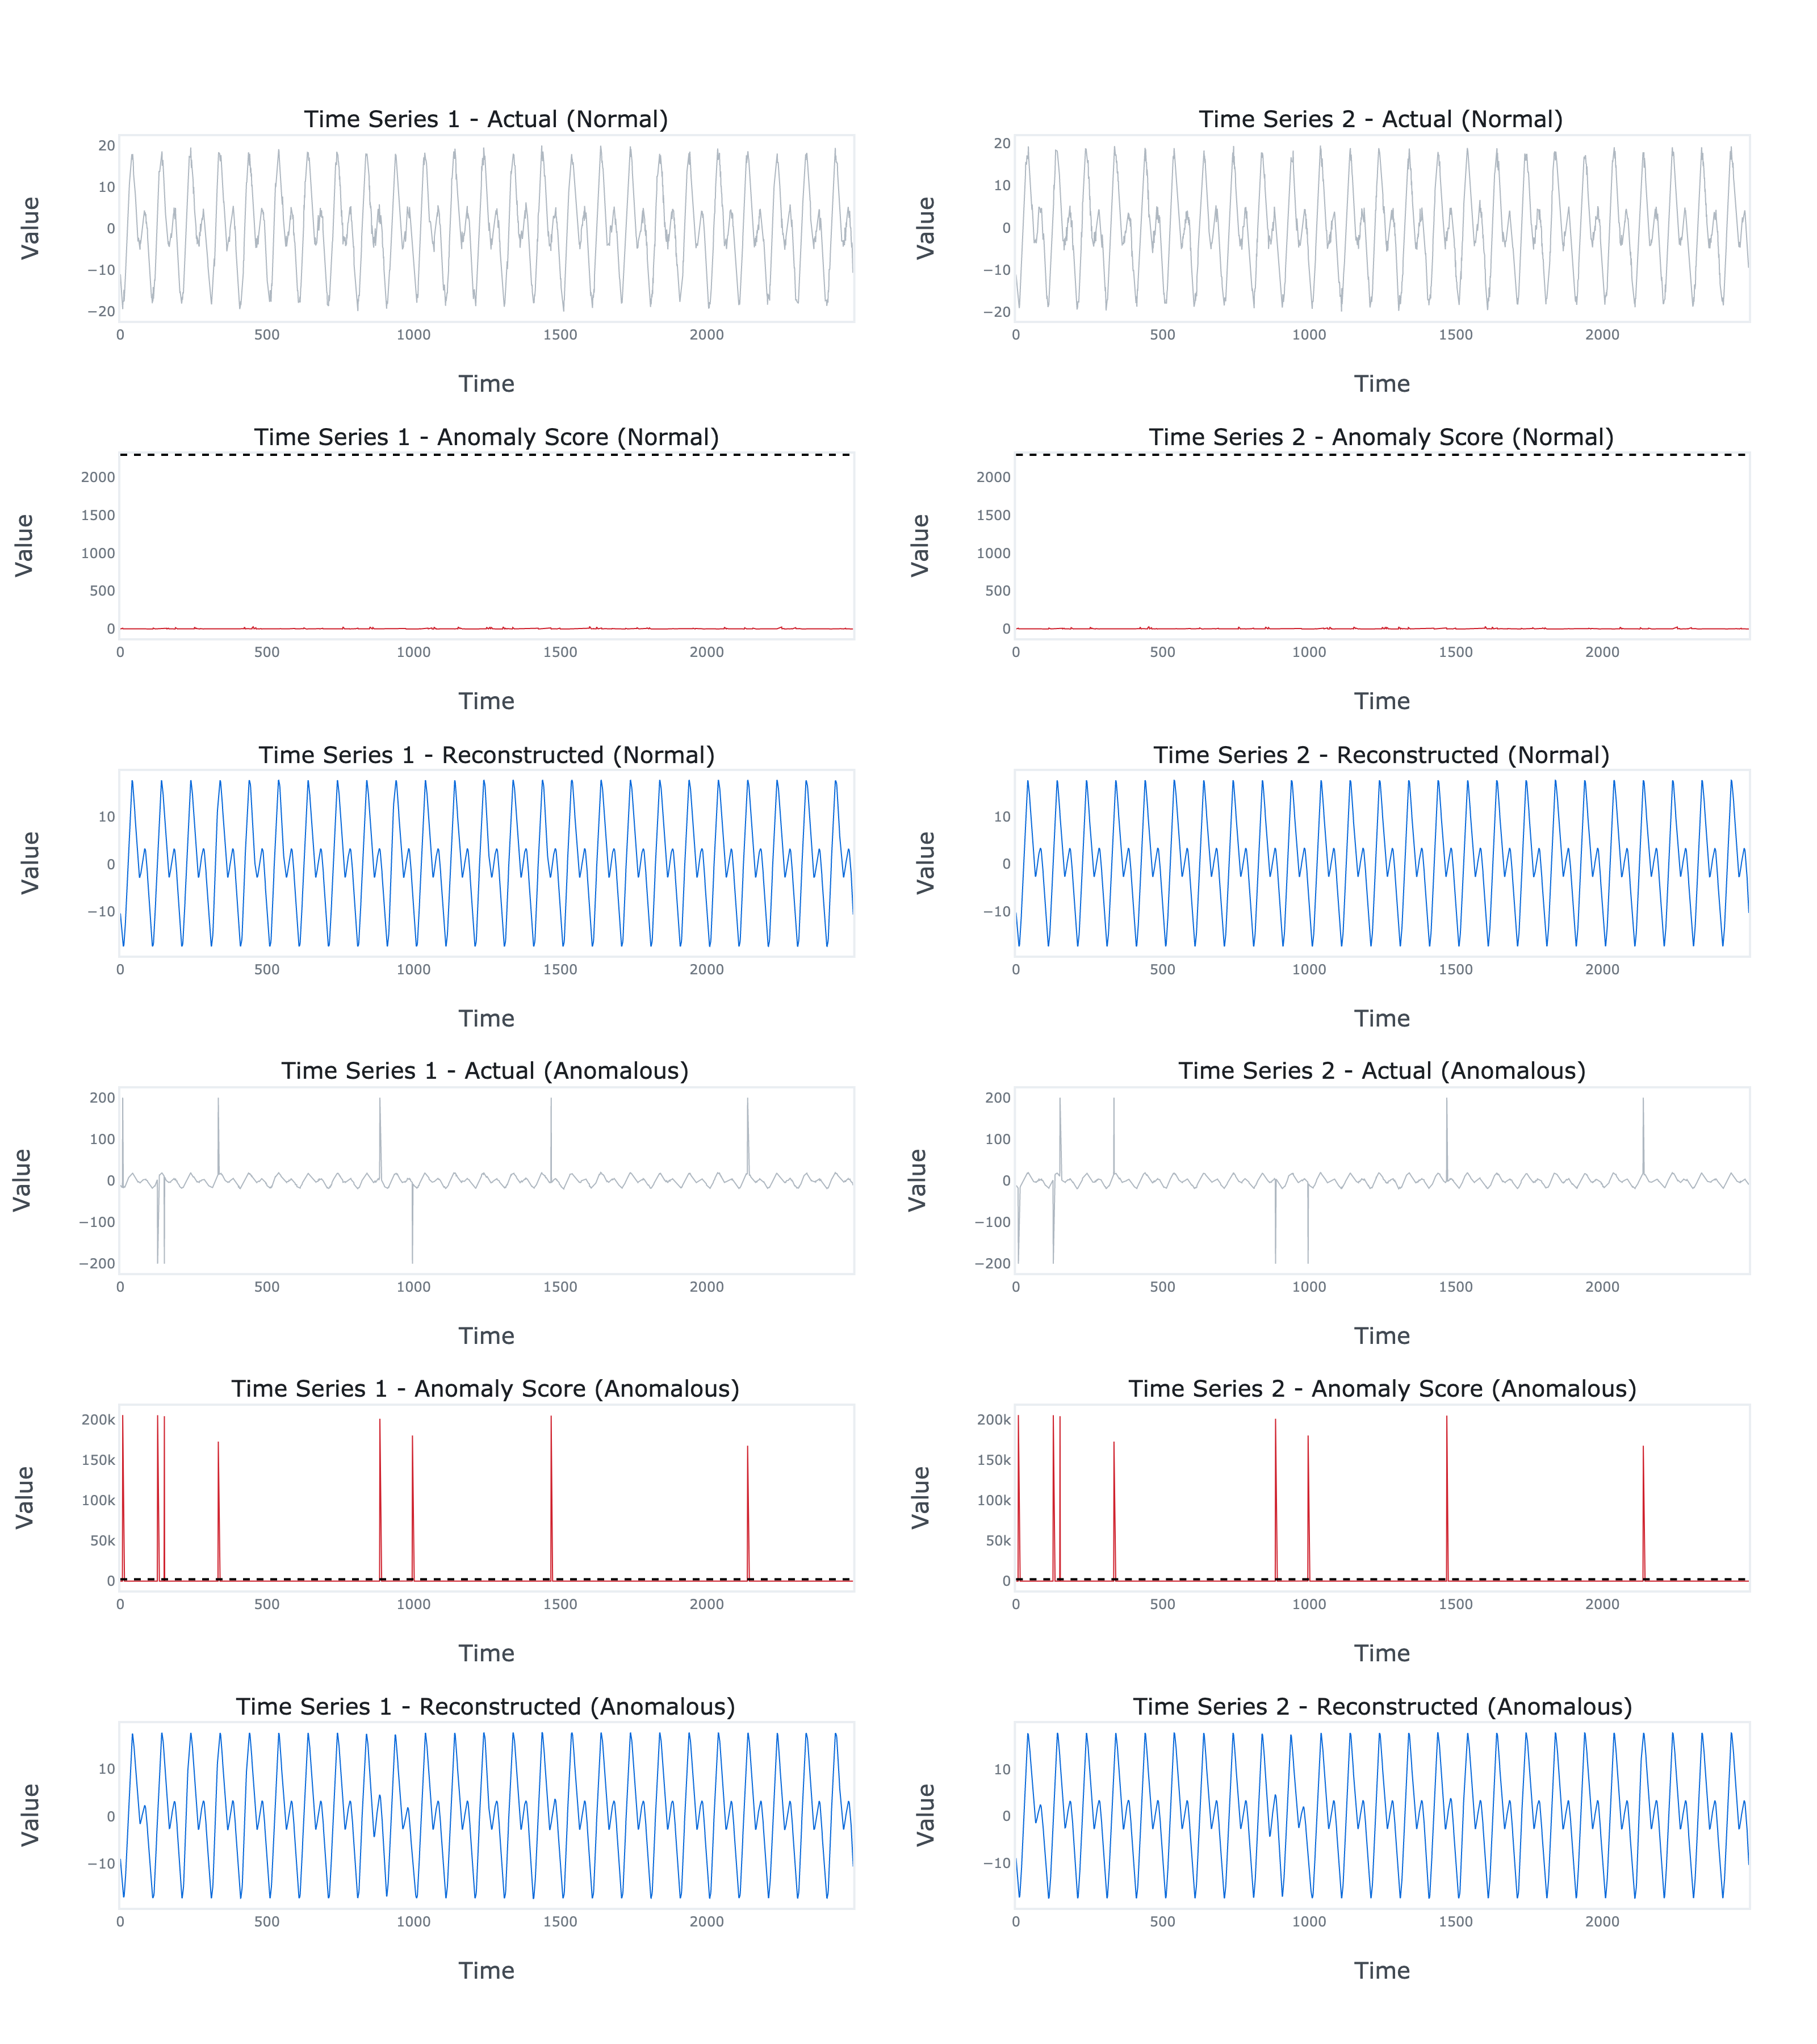 Time Series 1 - Actual (Normal)
Value
20
10
0
−10
−20
0 500 1000 1500 2000
Time
Time Series 2 - Actual (Normal)
Value
20
10
0
−10
−20
0 500 1000 1500 2000
Time
Time Series 1 - Anomaly Score (Normal)
Value
2000
1500
1000
500
0
0 500 1000 1500 2000
Time
Time Series 2 - Anomaly Score (Normal)
Value
2000
1500
1000
500
0
0 500 1000 1500 2000
Time
Time Series 1 - Reconstructed (Normal)
Value
10
0
−10
0 500 1000 1500 2000
Time
Time Series 2 - Reconstructed (Normal)
Value
10
0
−10
0 500 1000 1500 2000
Time
Time Series 1 - Actual (Anomalous)
Value
200
100
0
−100
−200
0 500 1000 1500 2000
Time
Time Series 2 - Actual (Anomalous)
Value
200
100
0
−100
−200
0 500 1000 1500 2000
Time
Time Series 1 - Anomaly Score (Anomalous)
Value
200k
150k
100k
50k
0
0 500 1000 1500 2000
Time
Time Series 2 - Anomaly Score (Anomalous)
Value
200k
150k
100k
50k
0
0 500 1000 1500 2000
Time
Time Series 1 - Reconstructed (Anomalous)
Value
10
0
−10
0 500 1000 1500 2000
Time
Time Series 2 - Reconstructed (Anomalous)
Value
10
0
−10
0 500 1000 1500 2000
Time